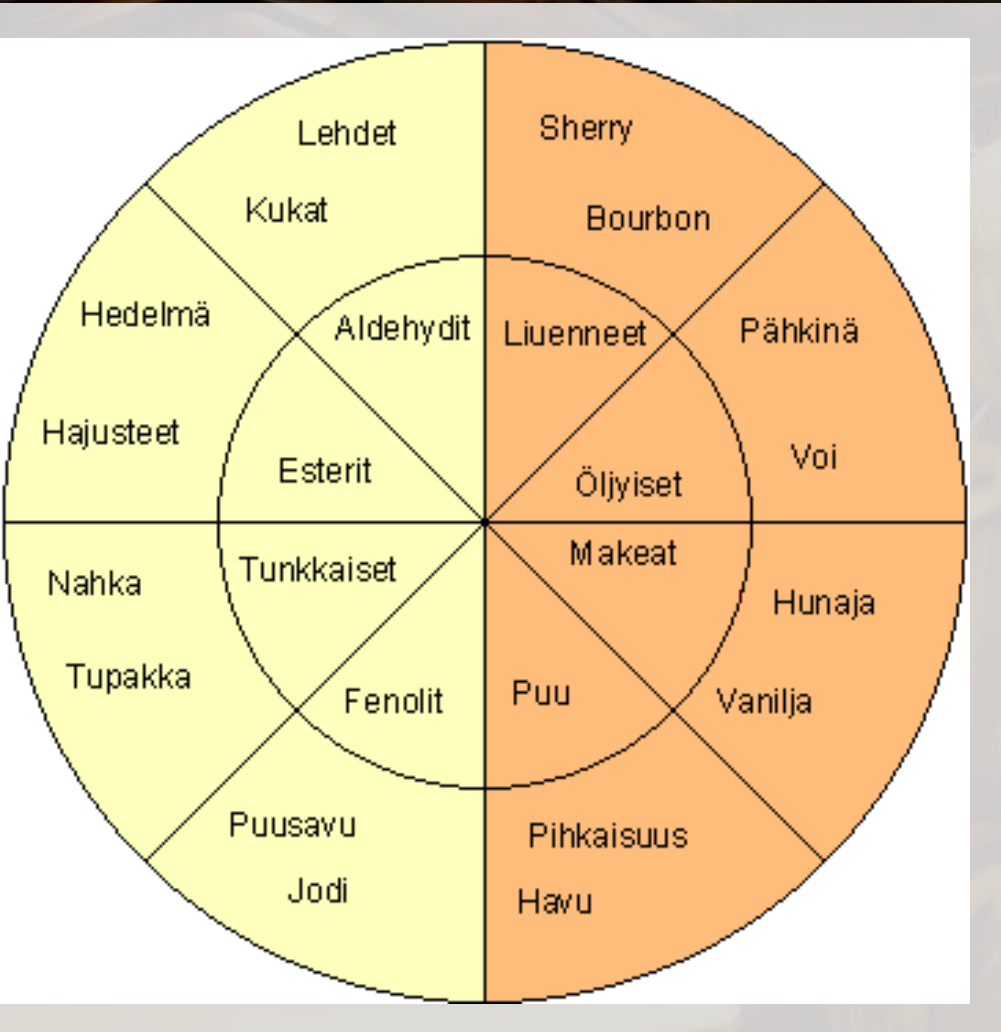 Lehdet
Sherry
Kukat
Bourbon
Hedelmä
Aldehydit
Liuenneet
Pähkinä
Hajusteet
Esterit
Öljyiset
Voi
Nahka
Tunkkaiset
Makeat
Hunaja
Tupakka
Fenolit
Puu
Vanilja
Puusavu
Pihkaisuus
Jodi
Havu